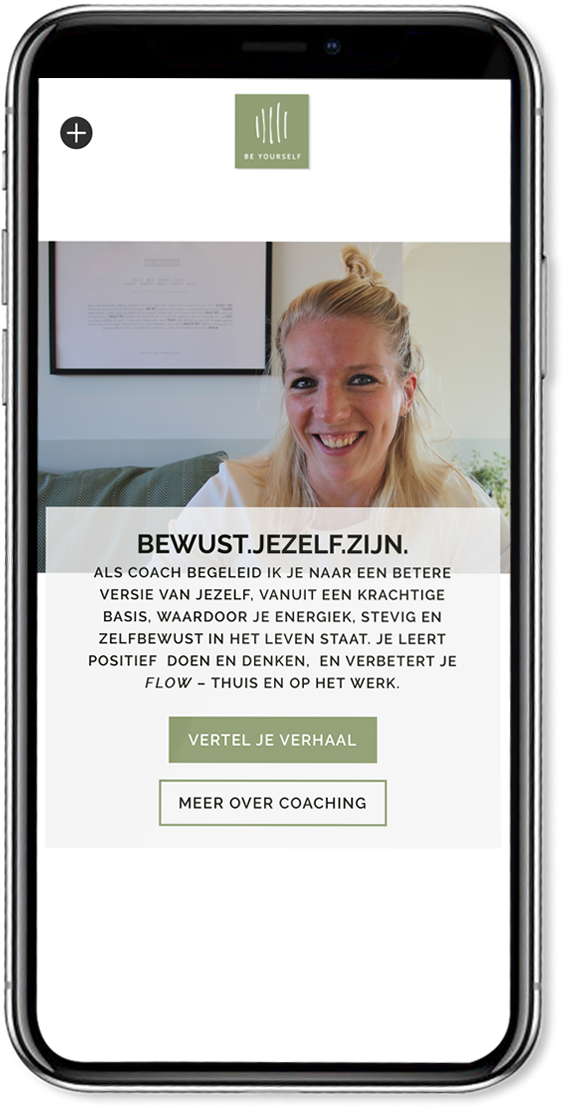 BE YOURSELF
BEWUST.JEZELF.ZIJN.
ALS COACH BEGELEID IK JE NAAR EEN BETERE
VERSIE VAN JEZELF, VANUIT EEN KRACHTIGE
BASIS, WAARDOOR JE ENERGIEK, STEVIG EN
ZELFBEWUST IN HET LEVEN STAAT. JE LEERT
POSITIEF  DOEN EN DENKEN,  EN VERBETERT JE
FLOW – THUIS EN OP HET WERK.
VERTEL JE VERHAAL
MEER OVER COACHING